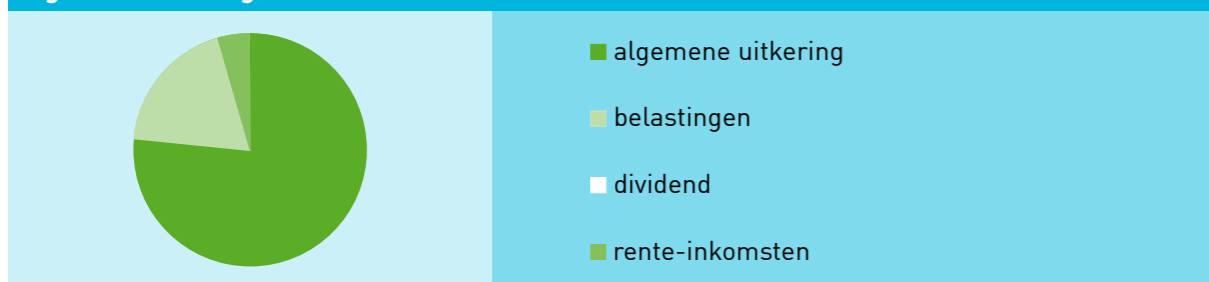 algemene uitkering
belastingen
dividend
rente-inkomsten